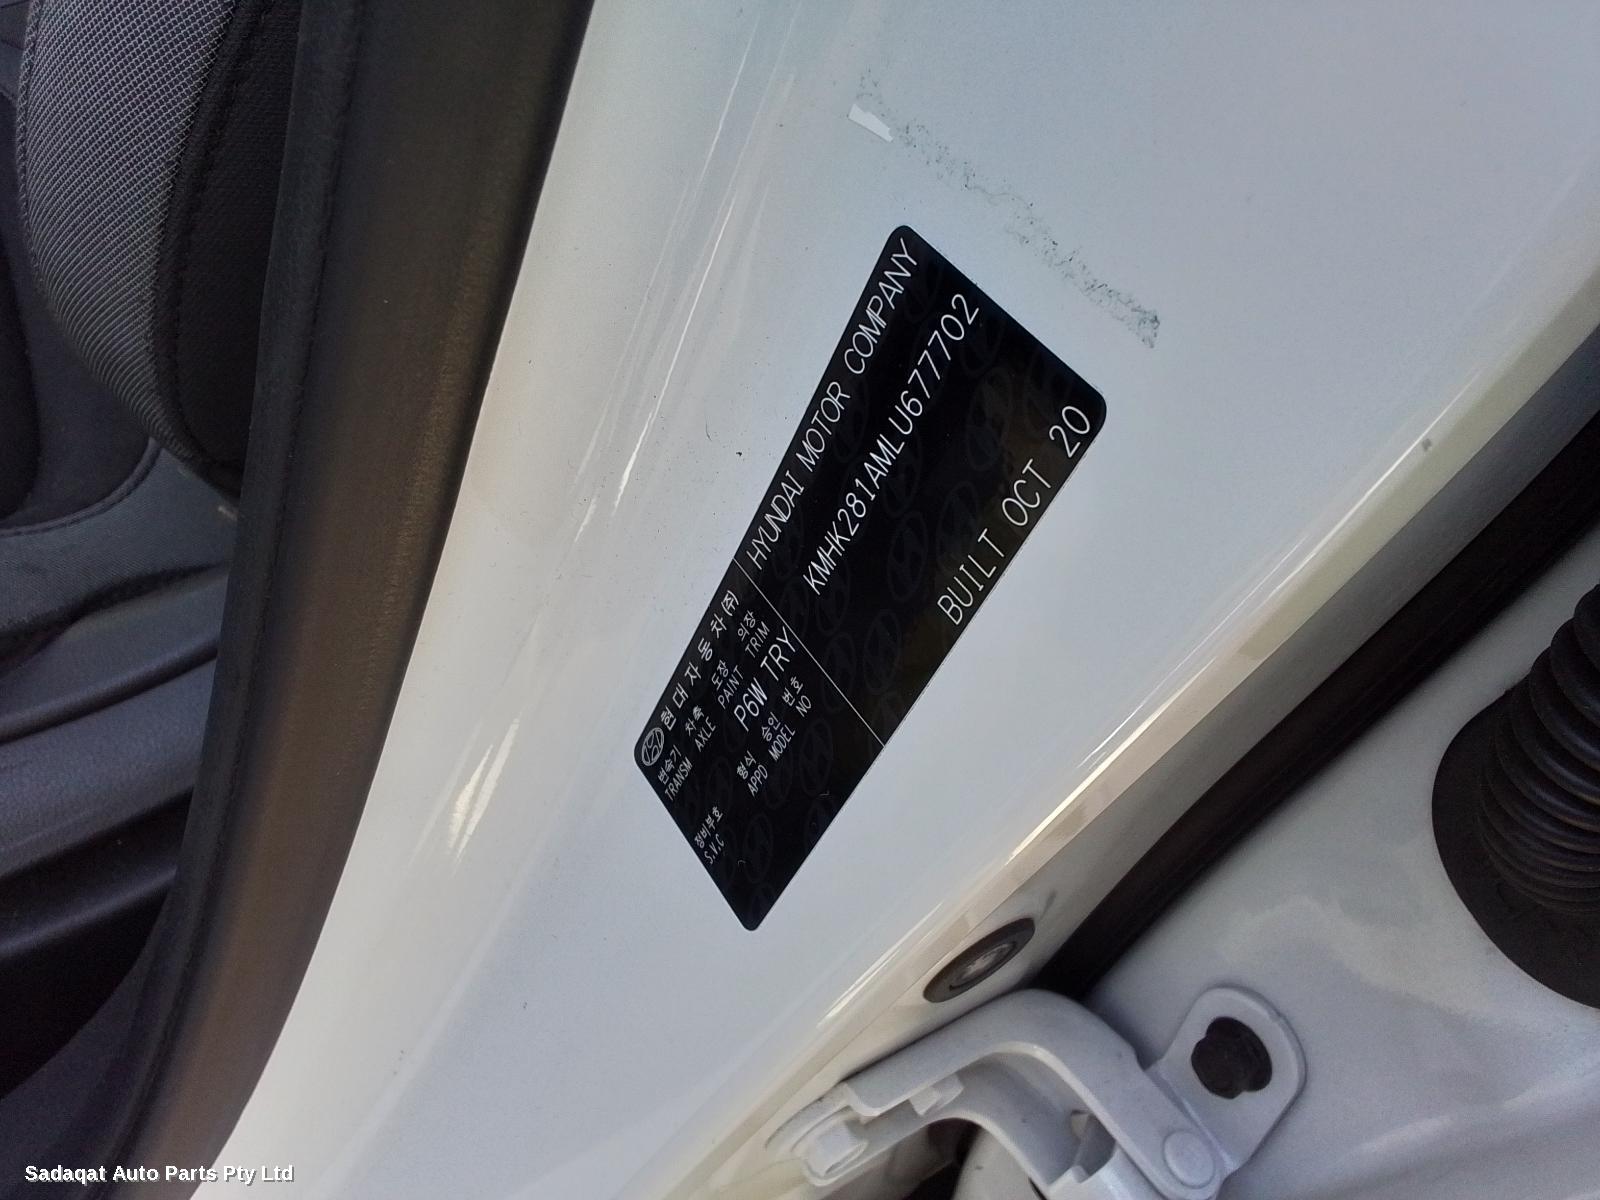 현대자동차(주) HYUNDAI MOTOR COMPANY
변속기 차축 도장 의장
TRANSM AXLE PAINT TRIM
P6W TRY
KMHK281AMLU677702
형식 승인 번호
APPD MODEL NO
정비부호
S.V.C
BUILT OCT 20
Sadaqat Auto Parts Pty Ltd